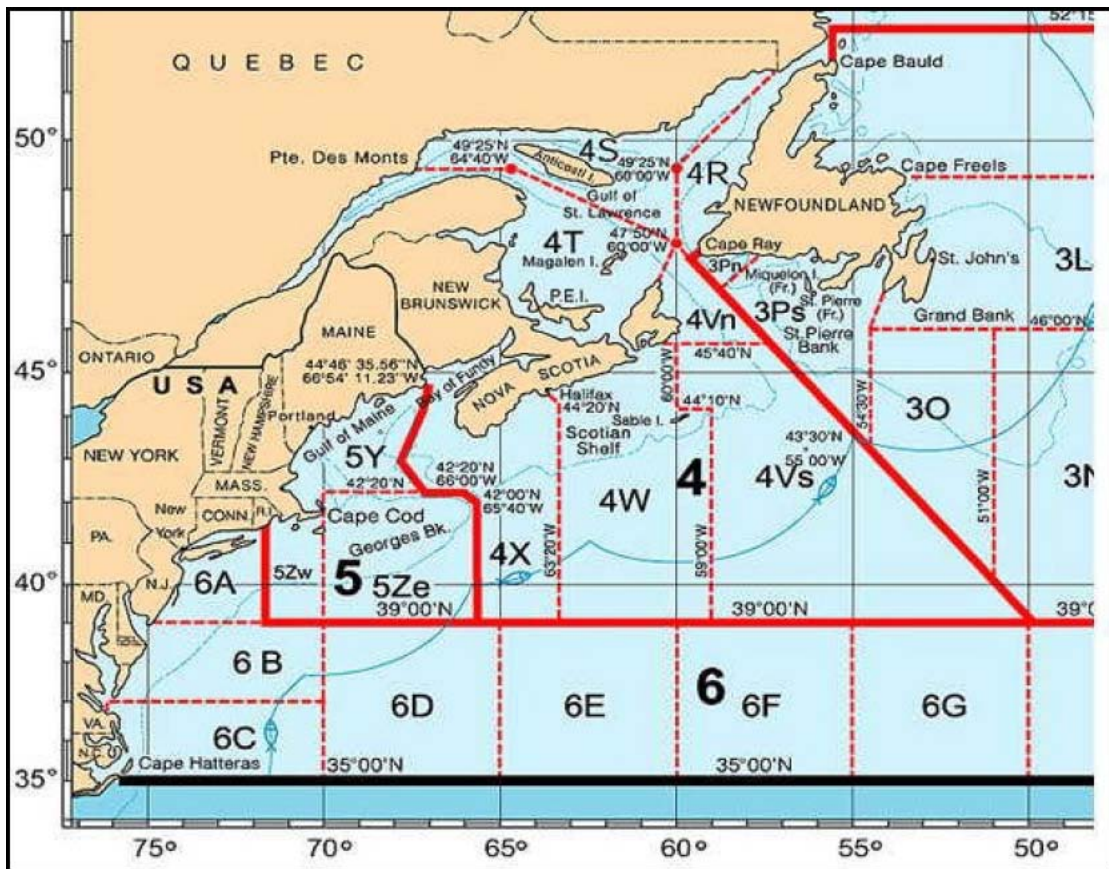 52°15
QUEBEC
Cape Bauld
50°
Pte. Des Monts
49°25'N
64°40'W
4S
Anticosti I.
49°25'N
60°00'W
4R
Cape Freels
Gulf of
St. Lawrence
NEWFOUNDLAND
47°50'N
60°00'W
4T
Magalen I.
Cape Ray
3Pn
Miquelon I.
(Fr.)
St. John's
3L
NEW
BRUNSWICK
P.E.I.
4Vn
3Ps
St. Pierre
(Fr.)
St.Pierre
Bank
Grand Bank
46°00'N
MAINE
ONTARIO
45°
USA
44°46' 35.56"N
66°54' 11.23"W
Bay of Fundy
NOVA SCOTIA
60°00'W
45°40'N
VERMONT
NEW HAMPSHIRE
Portland
Gulf of Maine
Halifax
44°20'N
44°10'N
Sable I.
Scotian
Shelf
54°30'W
3O
NEW YORK
5Y
43°30'N
55°00'W
MASS.
42°20'N
42°20'N
66°00'W
42°00'N
65°40'W
4W
4
4Vs
51°00'W
3N
New
York
CONN.
R.I.
Cape Cod
Georges Bk.
PA.
4X
63°20'W
59°00'W
40°
N.J.
6A
5Zw
5
5Ze
MD.
39°00'N
39°00'N
39°0
6 B
6
6D
6E
6F
6G
VA.
6C
N.C.
Cape Hatteras
35°00'N
35°00'N
35°
75°
70°
65°
60°
55°
50°